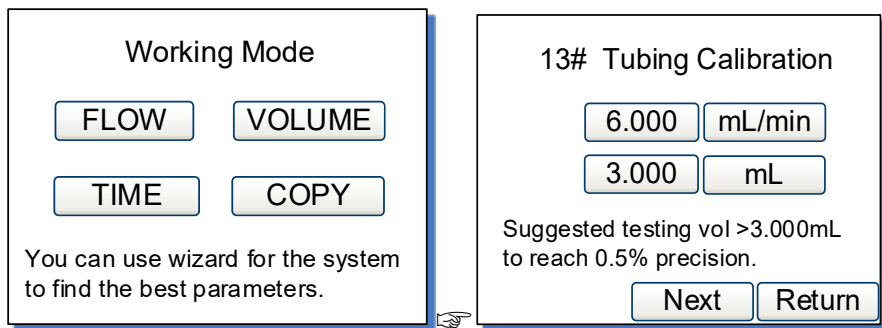 Working Mode
FLOW VOLUME
TIME COPY
You can use wizard for the system
to find the best parameters.
13# Tubing Calibration
6.000 mL/min
3.000 mL
Suggested testing vol >3.000mL
to reach 0.5% precision.
Next Return